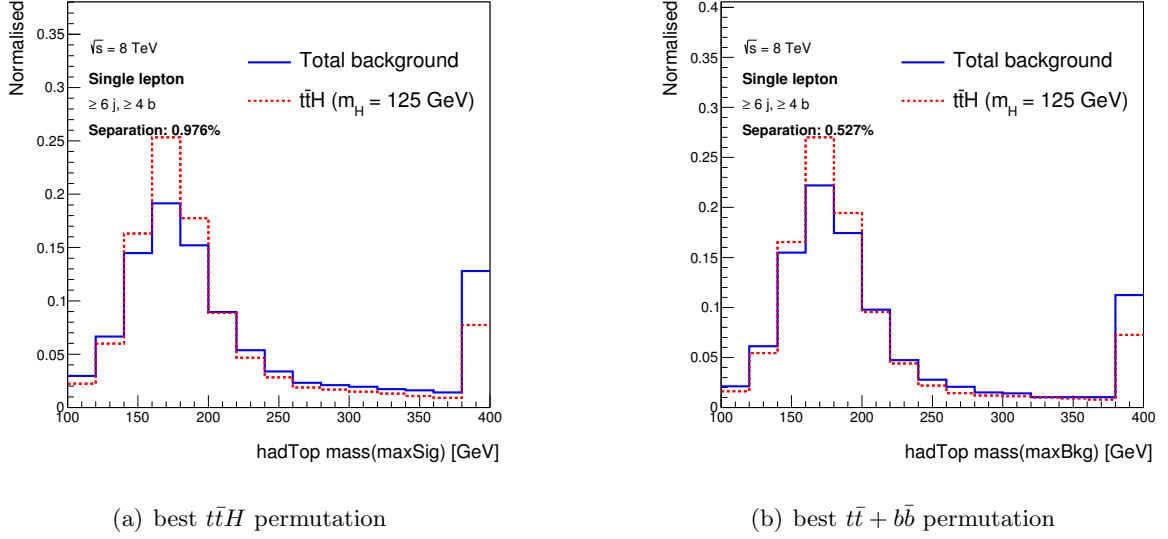 Normalised
0.35
0.3
0.25
0.2
0.15
0.1
0.05
0
√s = 8 TeV
Single lepton
≥ 6 j, ≥ 4 b
Separation: 0.976%
Total background
tt̄H (m_H = 125 GeV)
100 150 200 250 300 350 400
hadTop mass(maxSig) [GeV]
(a) best tt̄H permutation
Normalised
0.4
0.35
0.3
0.25
0.2
0.15
0.1
0.05
0
√s = 8 TeV
Single lepton
≥ 6 j, ≥ 4 b
Separation: 0.527%
Total background
tt̄H (m_H = 125 GeV)
100 150 200 250 300 350 400
hadTop mass(maxBkg) [GeV]
(b) best tt̄ + bb̄ permutation